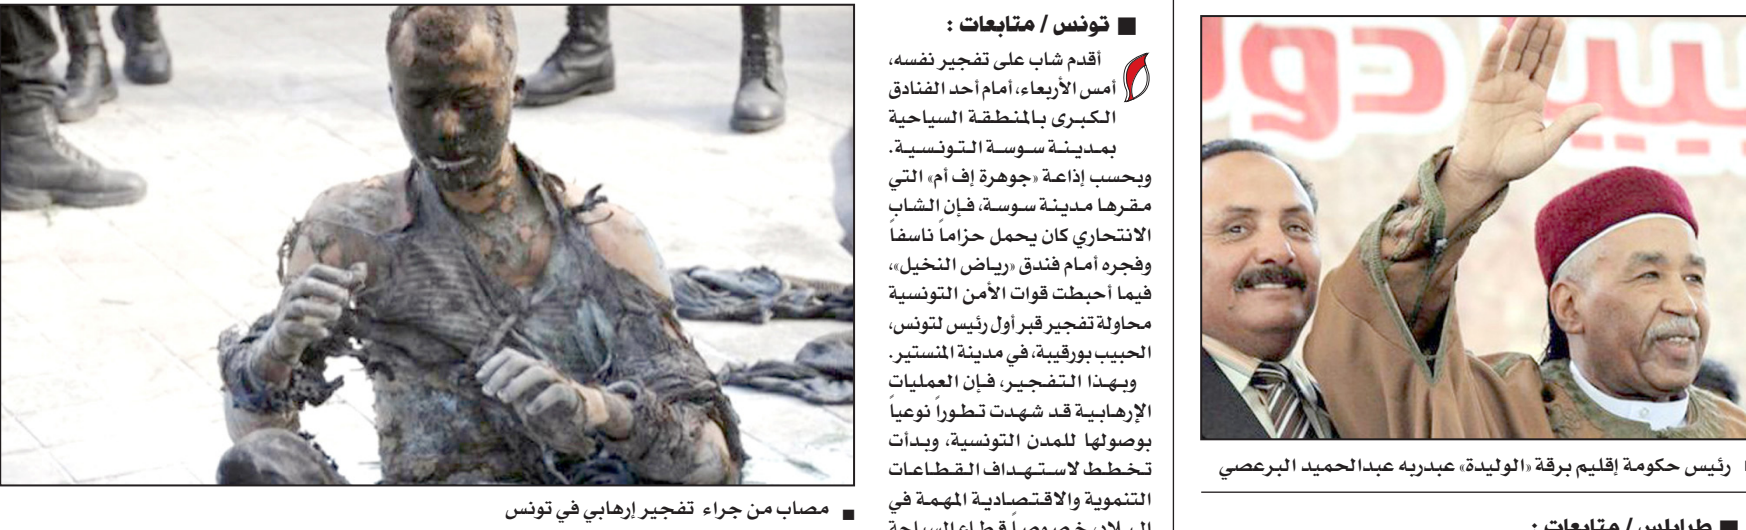 رئيس حكومة إقليم برقة «الوليدة» عبدربه عبدالحميد البرعصي
■ طرابلس / متابعات :
■ تونس / متابعات :
أقدم شاب على تفجير نفسه،
أمس الأربعاء، أمام أحد الفنادق
الكبرى بالمنطقة السياحية
بمدينة سوسة التونسية.
وبحسب إذاعة «جوهرة إف أم» التي
مقرها مدينة سوسة، فإن الشاب
الانتحاري كان يحمل حزاماً ناسفاً
وفجره أمام فندق «رياض النخيل»،
فيما أحبطت قوات الأمن التونسية
محاولة تفجير قبر أول رئيس لتونس،
الحبيب بورقيبة، في مدينة المنستير.
وبهذا التفجير، فإن العمليات
الإرهابية قد شهدت تطوراً نوعياً
بوصولها للمدن التونسية، وبدأت
تخطط لاستهداف القطاعات
التنموية والاقتصادية المهمة في
البلاد، خصوصاً قطاع السياحة
■ مصاب من جراء تفجير إرهابي في تونس